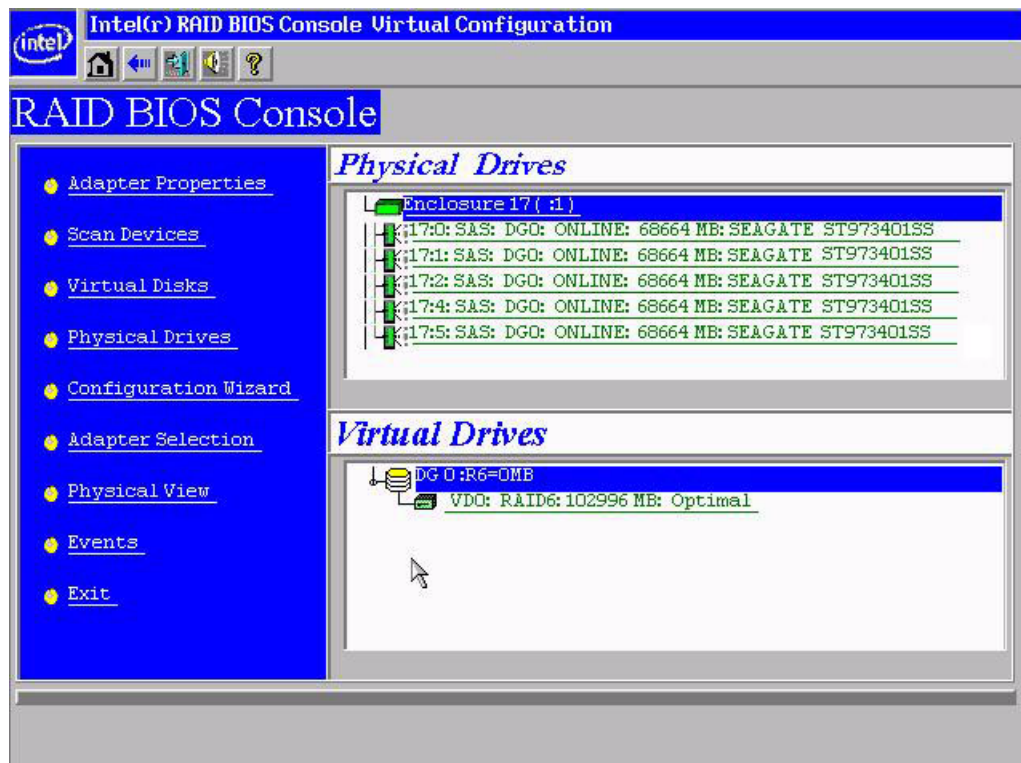 Intel(r) RAID BIOS Console Virtual Configuration
intel
?
RAID BIOS Console
Adapter Properties
Scan Devices
Virtual Disks
Physical Drives
Configuration Wizard
Adapter Selection
Physical View
Events
Exit
Physical Drives
Enclosure 17( :1)
17:0: SAS: DG0: ONLINE: 68664 MB: SEAGATE ST973401SS
17:1: SAS: DG0: ONLINE: 68664 MB: SEAGATE ST973401SS
17:2: SAS: DG0: ONLINE: 68664 MB: SEAGATE ST973401SS
17:4: SAS: DG0: ONLINE: 68664 MB: SEAGATE ST973401SS
17:5: SAS: DG0: ONLINE: 68664 MB: SEAGATE ST973401SS
Virtual Drives
DG 0 :R6=0MB
VD0: RAID6: 102996 MB: Optimal